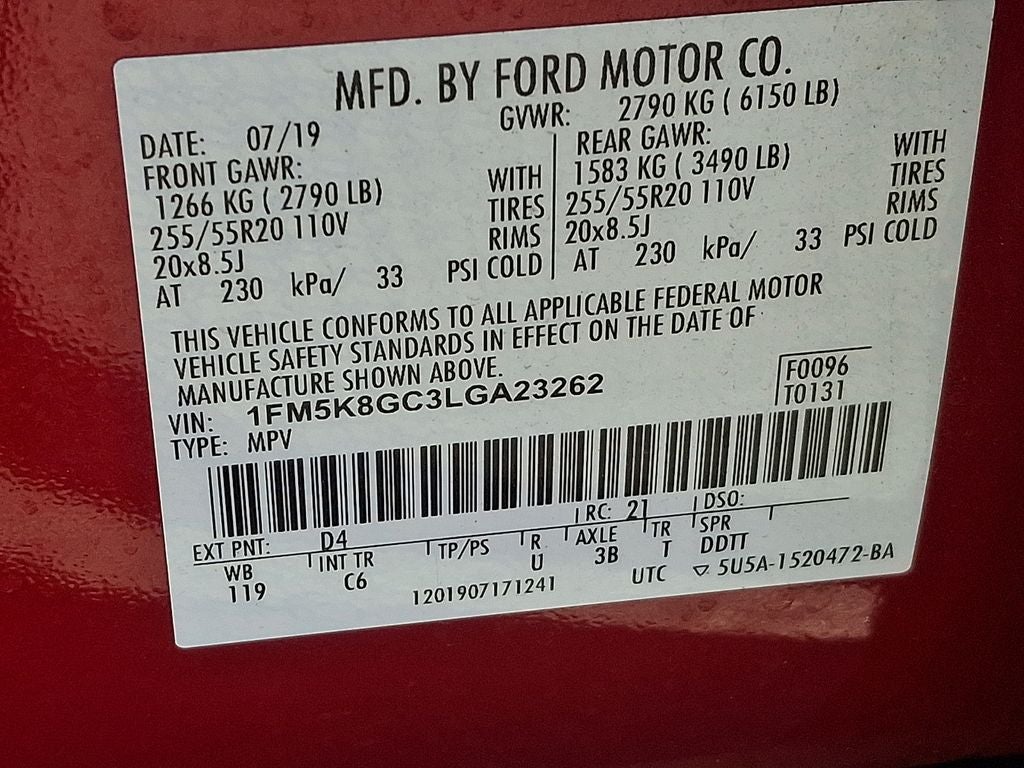 MFD. BY FORD MOTOR CO.
DATE: 07/19 GVWR: 2790 KG ( 6150 LB)
FRONT GAWR: REAR GAWR:
1266 KG ( 2790 LB) WITH 1583 KG ( 3490 LB) WITH
255/55R20 110V TIRES 255/55R20 110V TIRES
20x8.5J RIMS 20x8.5J RIMS
AT 230 kPa/ 33 PSI COLD AT 230 kPa/ 33 PSI COLD
THIS VEHICLE CONFORMS TO ALL APPLICABLE FEDERAL MOTOR
VEHICLE SAFETY STANDARDS IN EFFECT ON THE DATE OF
MANUFACTURE SHOWN ABOVE.
VIN: 1FM5K8GC3LGA23262 F0096
TYPE: MPV T0131
EXT PNT: D4 RC: 21 DSO:
WB INT TR TP/PS R AXLE TR SPR
119 C6 U 3B T DDTT
1201907171241 UTC ▽ 5U5A-1520472-BA